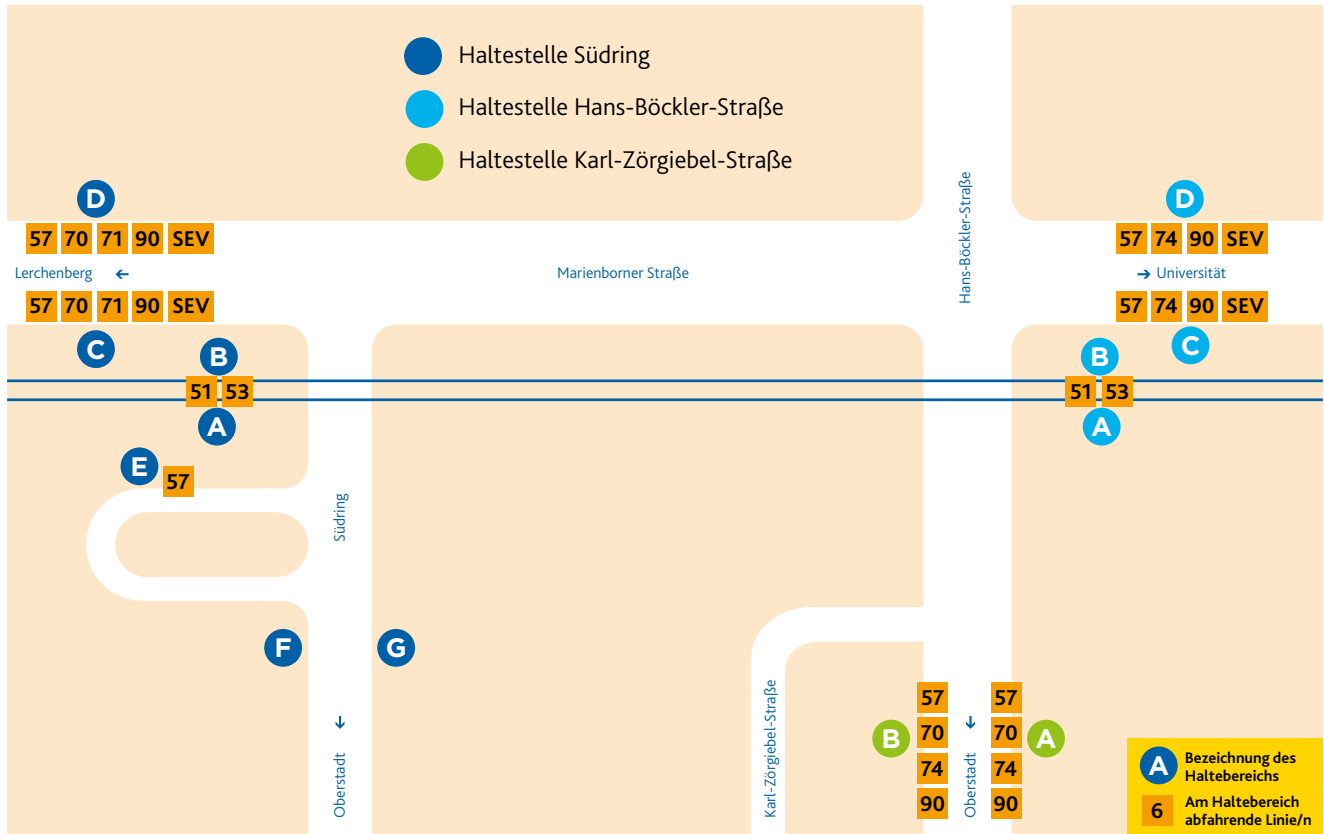 Haltestelle Südring
Haltestelle Hans-Böckler-Straße
Haltestelle Karl-Zörgiebel-Straße
D
57 70 71 90 SEV
Lerchenberg ←
57 70 71 90 SEV
C
B
51 53
A
E
57
Marienborner Straße
Hans-Böckler-Straße
D
57 74 90 SEV
→ Universität
57 74 90 SEV
C
B
51 53
A
Südring
F
G
Oberstadt ←
Karl-Zörgiebel-Straße
B
57
70
74
90
Oberstadt ←
57
70
74
90
A
A Bezeichnung des
Haltebereichs
6 Am Haltebereich
abfahrende Linie/n